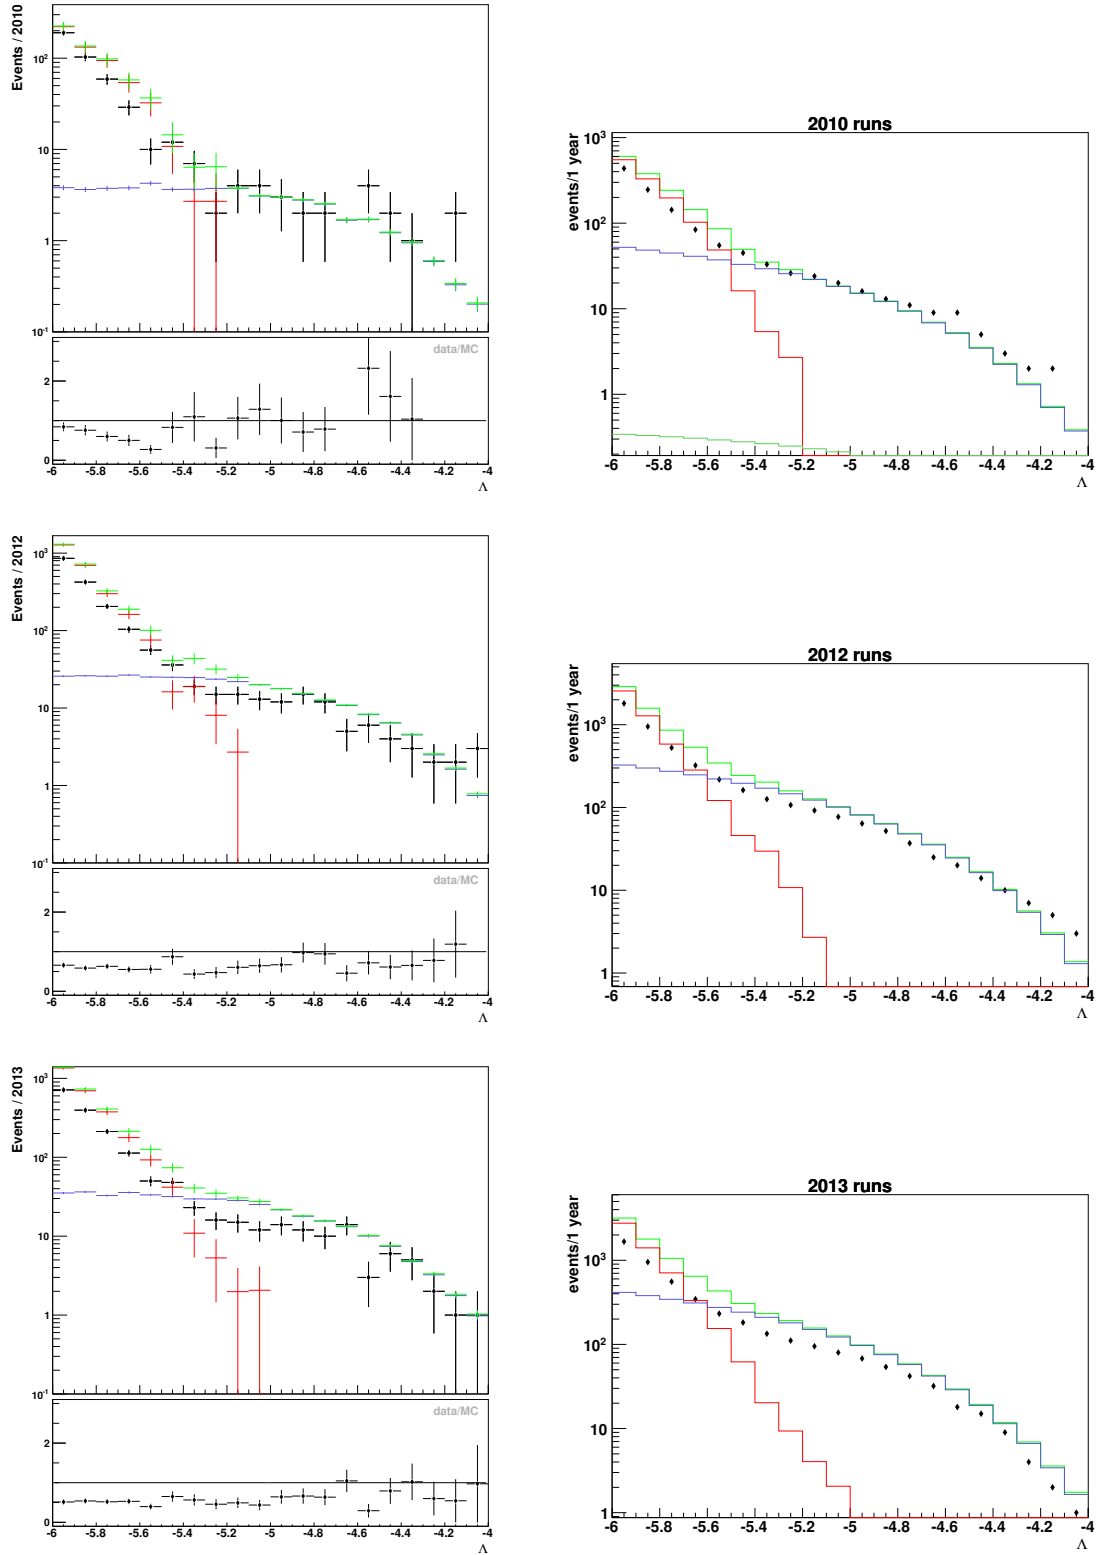 Events / 2010
10²
10
1
10⁻¹
data/MC
2
0
-6 -5.8 -5.6 -5.4 -5.2 -5 -4.8 -4.6 -4.4 -4.2 -4
Λ
2010 runs
events/1 year
10³
10²
10
1
-6 -5.8 -5.6 -5.4 -5.2 -5 -4.8 -4.6 -4.4 -4.2 -4
Λ
Events / 2012
10³
10²
10
1
10⁻¹
data/MC
2
0
-6 -5.8 -5.6 -5.4 -5.2 -5 -4.8 -4.6 -4.4 -4.2 -4
Λ
2012 runs
events/1 year
10³
10²
10
1
-6 -5.8 -5.6 -5.4 -5.2 -5 -4.8 -4.6 -4.4 -4.2 -4
Λ
Events / 2013
10³
10²
10
1
10⁻¹
data/MC
2
0
-6 -5.8 -5.6 -5.4 -5.2 -5 -4.8 -4.6 -4.4 -4.2 -4
Λ
2013 runs
events/1 year
10³
10²
10
1
-6 -5.8 -5.6 -5.4 -5.2 -5 -4.8 -4.6 -4.4 -4.2 -4
Λ